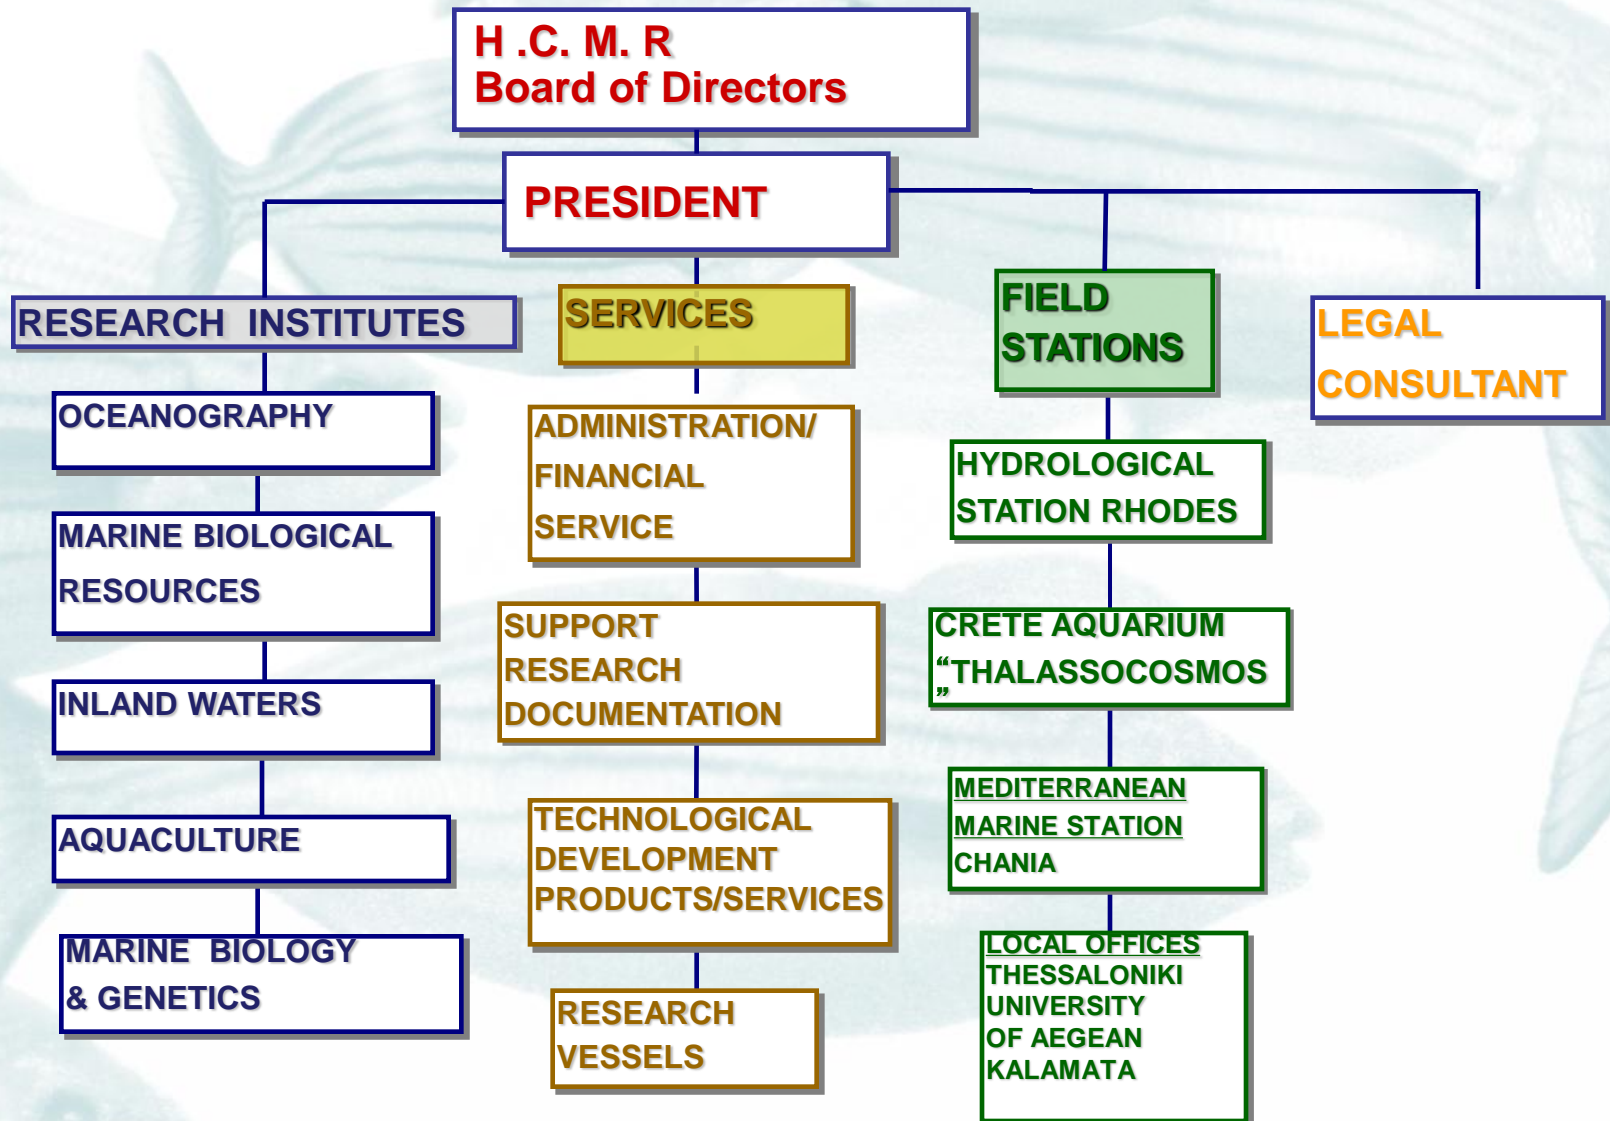 H .C. M. R
Board of Directors
PRESIDENT
RESEARCH  INSTITUTES
OCEANOGRAPHY
MARINE BIOLOGICAL
RESOURCES
INLAND WATERS
AQUACULTURE
MARINE  BIOLOGY
& GENETICS
SERVICES
ADMINISTRATION/
FINANCIAL
SERVICE
SUPPORT
RESEARCH
DOCUMENTATION
TECHNOLOGICAL
DEVELOPMENT
PRODUCTS/SERVICES
RESEARCH
VESSELS
FIELD
STATIONS
HYDROLOGICAL
STATION RHODES
CRETE AQUARIUM
“THALASSOCOSMOS
”
MEDITERRANEAN
MARINE STATION
CHANIA
LOCAL OFFICES
THESSALONIKI
UNIVERSITY
OF AEGEAN
KALAMATA
LEGAL
CONSULTANT